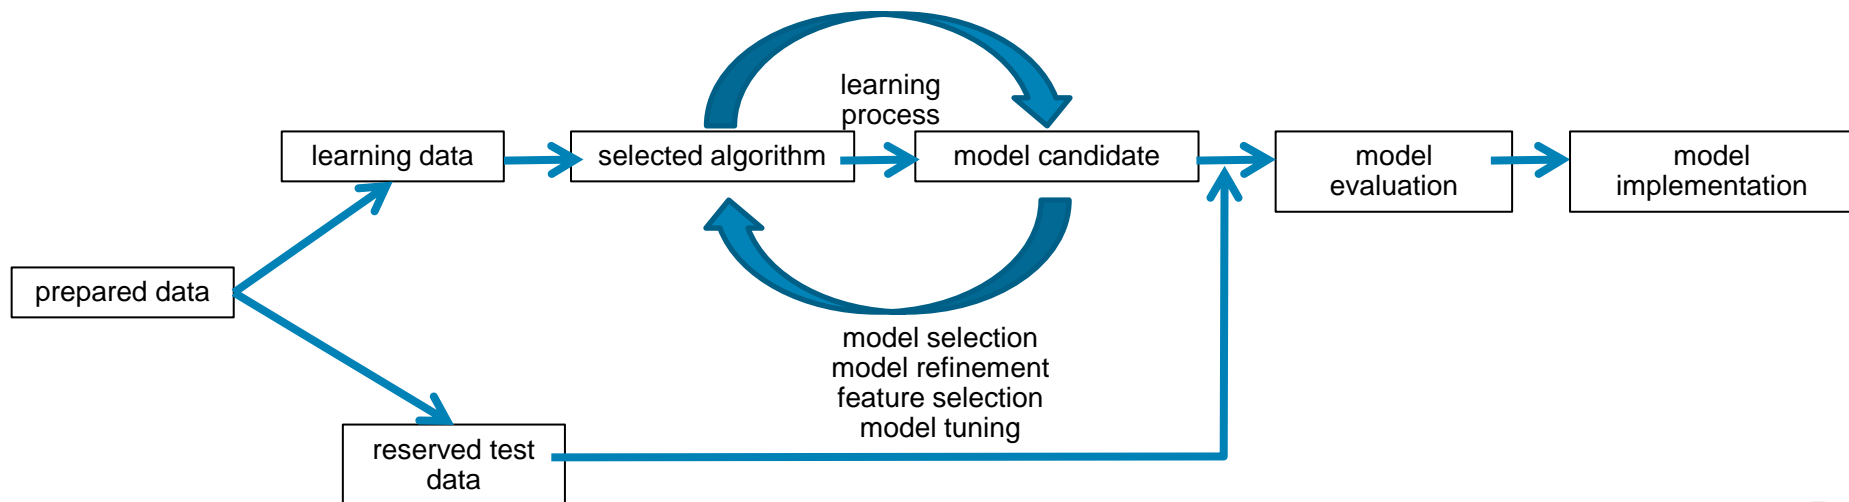 learning
process
learning data
selected algorithm
model candidate
model
evaluation
model
implementation
prepared data
model selection
model refinement
feature selection
model tuning
reserved test
data